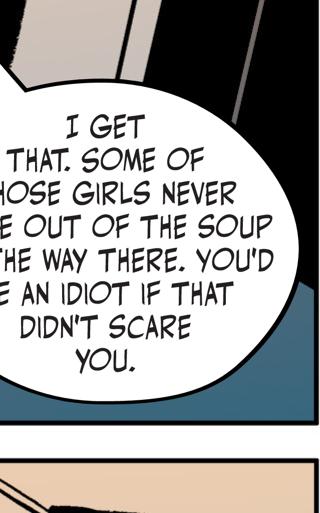 I GET
THAT. SOME OF
HOSE GIRLS NEVER
E OUT OF THE SOUP
THE WAY THERE. YOU'D
E AN IDIOT IF THAT
DIDN'T SCARE
YOU.